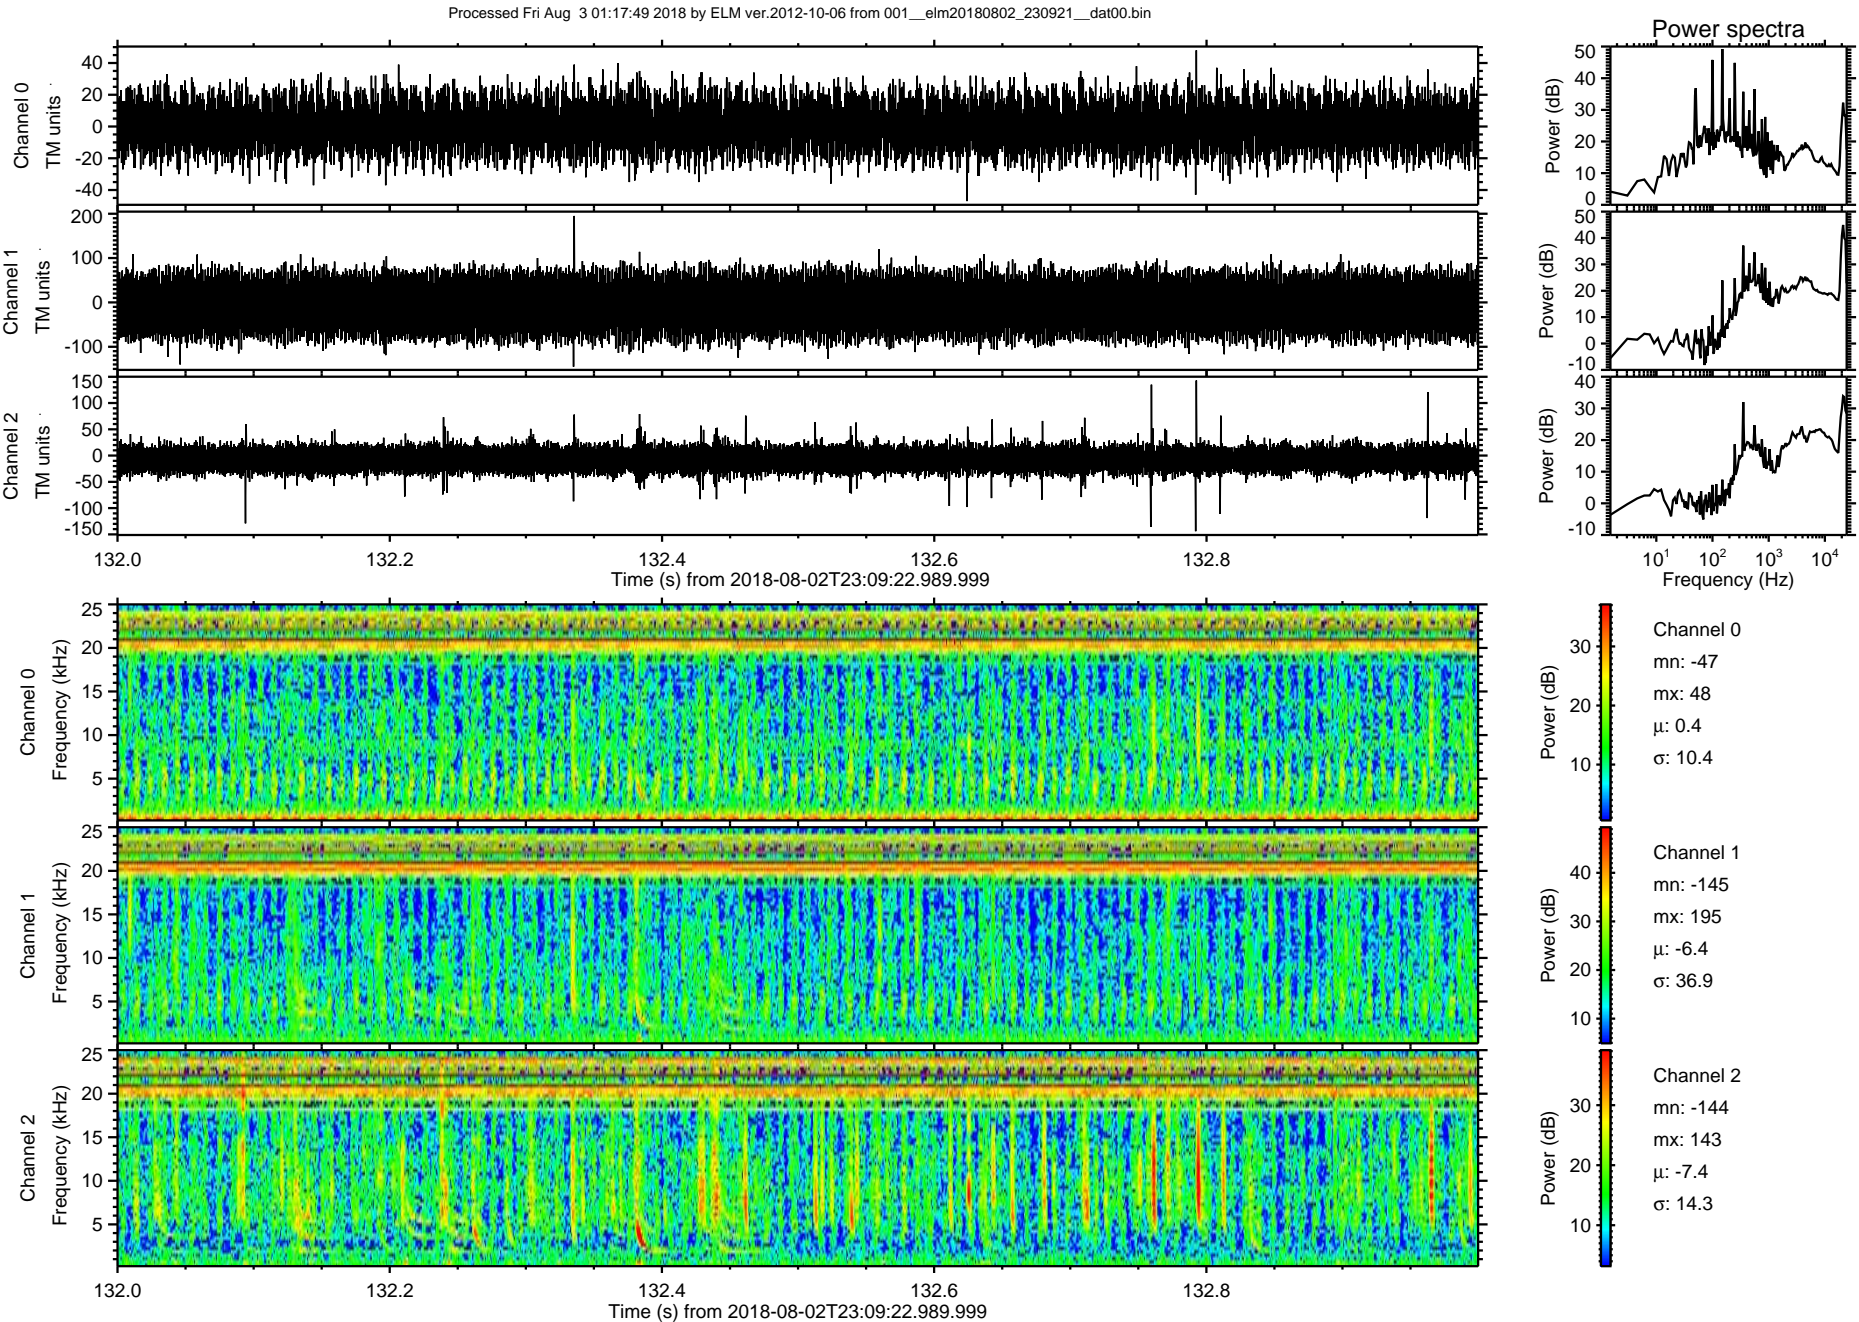 Processed Fri Aug  3 01:17:49 2018 by ELM ver.2012-10-06 from 001__elm20180802_230921__dat00.bin
Power spectra
Channel 0
TM units
40
20
0
-20
-40
Power (dB)
50
40
30
20
10
0
Channel 1
TM units
200
100
0
-100
Power (dB)
50
40
30
20
10
0
-10
Channel 2
TM units
150
100
50
0
-50
-100
-150
Power (dB)
40
30
20
10
0
-10
132.0 132.2 132.4 132.6 132.8
Time (s) from 2018-08-02T23:09:22.989.999
10^1 10^2 10^3 10^4
Frequency (Hz)
Channel 0
Frequency (kHz)
25
20
15
10
5
Power (dB)
30
20
10
Channel 0
mn: -47
mx: 48
μ: 0.4
σ: 10.4
Channel 1
Frequency (kHz)
25
20
15
10
5
Power (dB)
40
30
20
10
Channel 1
mn: -145
mx: 195
μ: -6.4
σ: 36.9
Channel 2
Frequency (kHz)
25
20
15
10
5
Power (dB)
30
20
10
Channel 2
mn: -144
mx: 143
μ: -7.4
σ: 14.3
132.0 132.2 132.4 132.6 132.8
Time (s) from 2018-08-02T23:09:22.989.999